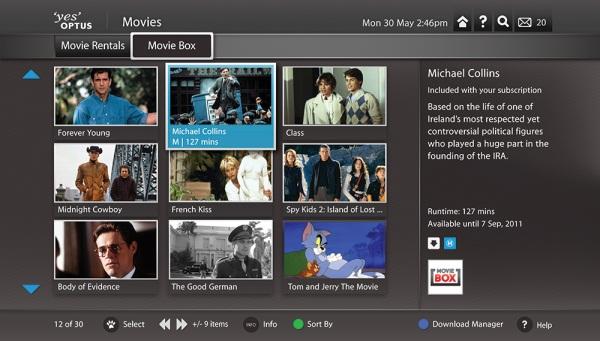 'yes'
OPTUS
Movies
Mon 30 May 2:46pm
?
20
Movie Rentals
Movie Box
Forever Young
Michael Collins
M | 127 mins
Class
Midnight Cowboy
French Kiss
Spy Kids 2: Island of Lost ...
Body of Evidence
The Good German
Tom and Jerry The Movie
Michael Collins
Included with your subscription
Based on the life of one of
Ireland's most respected yet
controversial political figures
who played a huge part in the
founding of the IRA.
Runtime: 127 mins
Available until 7 Sep, 2011
MOVIE
BOX
12 of 30
Select
+/- 9 items
INFO
Info
Sort By
Download Manager
?
Help